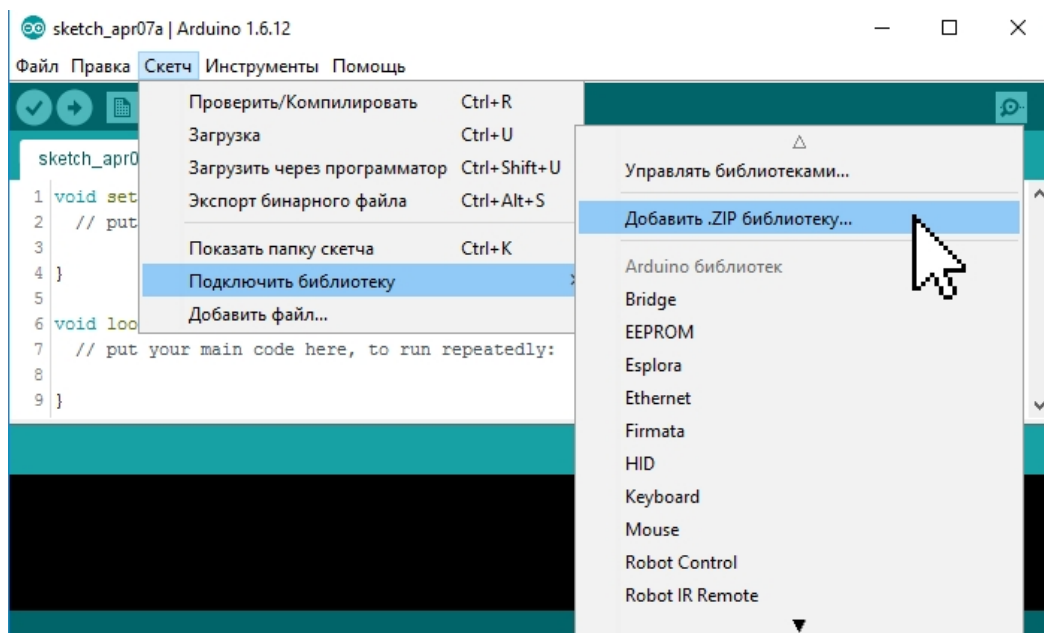 sketch_apr07a | Arduino 1.6.12
Файл Правка Скетч Инструменты Помощь
Проверить/Компилировать Ctrl+R
Загрузка Ctrl+U
Загрузить через программатор Ctrl+Shift+U
Экспорт бинарного файла Ctrl+Alt+S
Показать папку скетча Ctrl+K
Подключить библиотеку
Добавить файл...
Управлять библиотеками...
Добавить .ZIP библиотеку...
Arduino библиотек
Bridge
EEPROM
Esplora
Ethernet
Firmata
HID
Keyboard
Mouse
Robot Control
Robot IR Remote
sketch_apr0
1 void set
2 // put
3
4 }
5
6 void loo
7 // put your main code here, to run repeatedly:
8
9 }